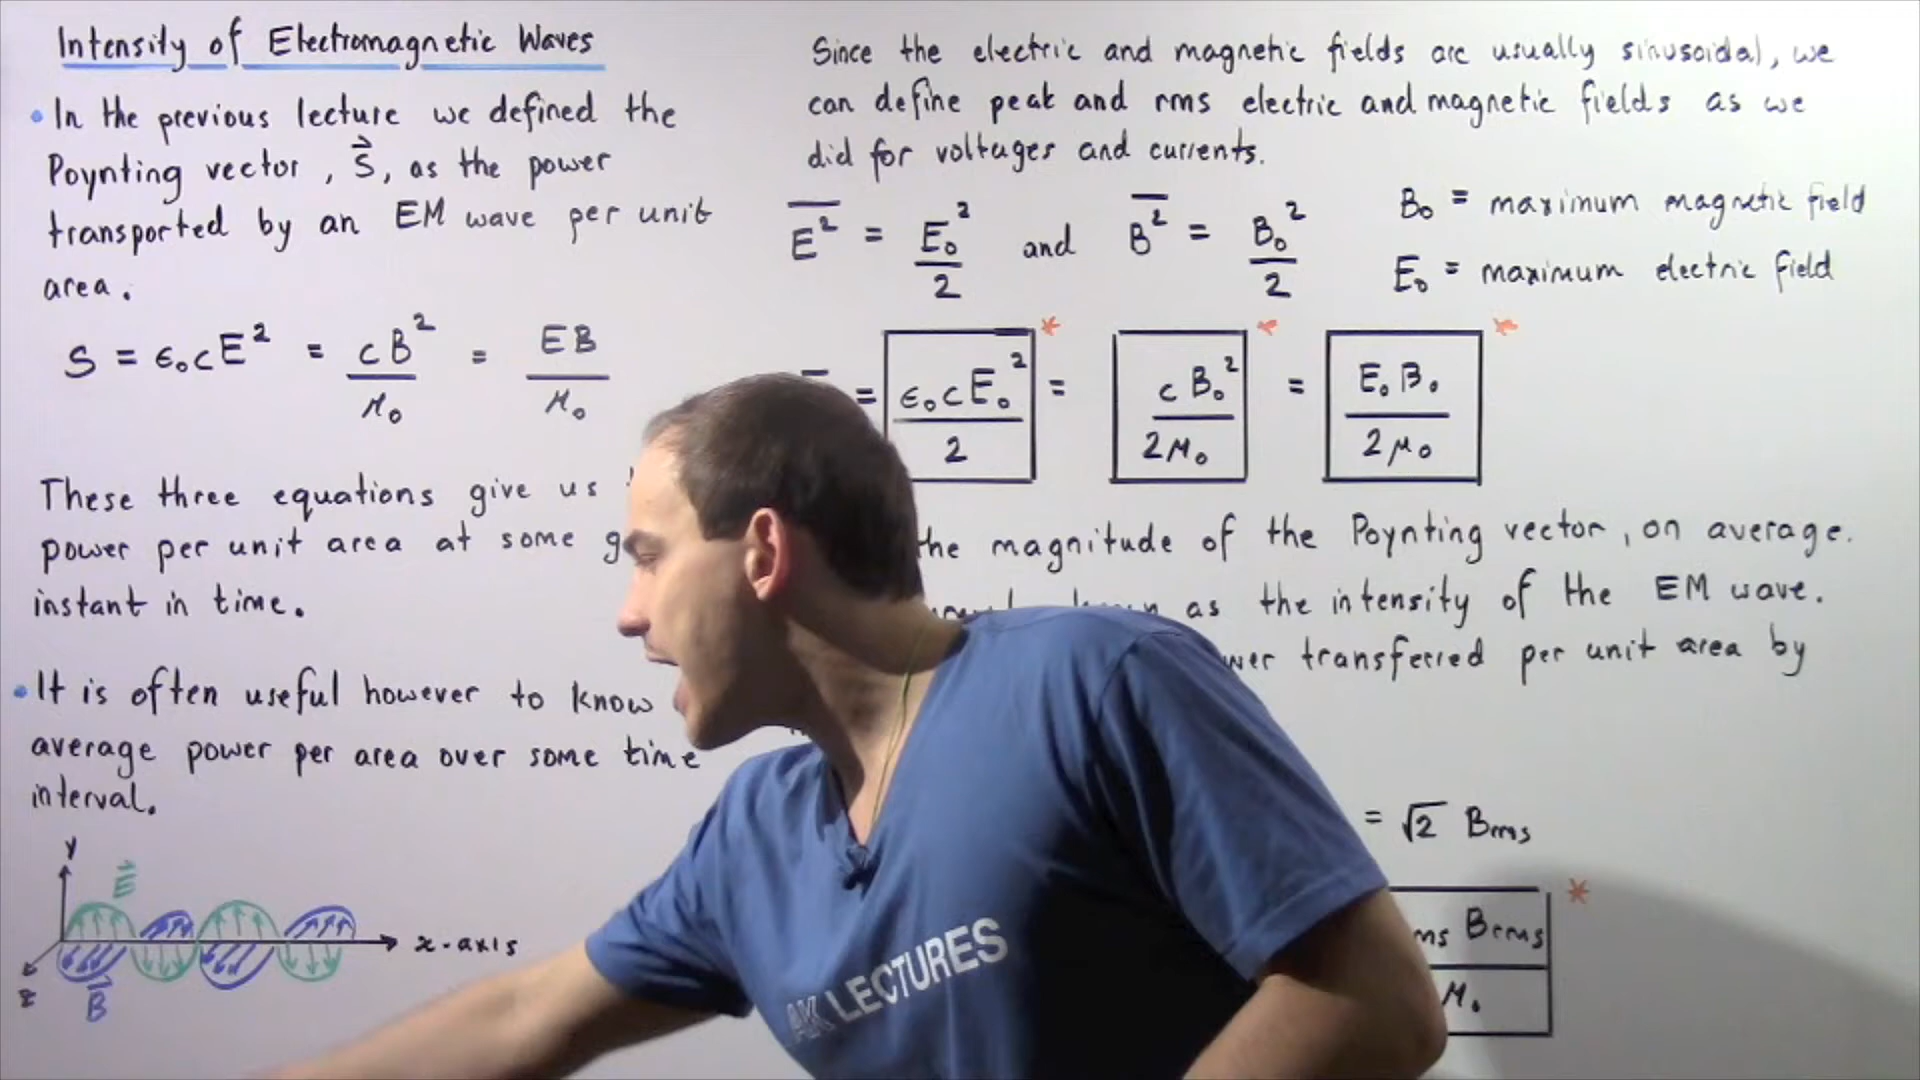 Intensity of Electromagnetic Waves
• In the previous lecture we defined the
Poynting vector, S⃗, as the power
transported by an EM wave per unit
area.
S = ϵ₀cE² = cB²/μ₀ = EB/μ₀
These three equations give us
power per unit area at some
instant in time.
• It is often useful however to know
average power per area over some time
interval.
y
E⃗
x-axis
z
B⃗
Since the electric and magnetic fields are usually sinusoidal, we
can define peak and rms electric and magnetic fields as we
did for voltages and currents.
E̅²̅ = E₀²/2 and B̅²̅ = B₀²/2
B₀ = maximum magnetic field
E₀ = maximum electric field
= ϵ₀cE₀²/2 = cB₀²/2μ₀ = E₀B₀/2μ₀
the magnitude of the Poynting vector, on average.
as the intensity of the EM wave.
transferred per unit area by
= √2 Brms
Brms
μ₀
AK LECTURES